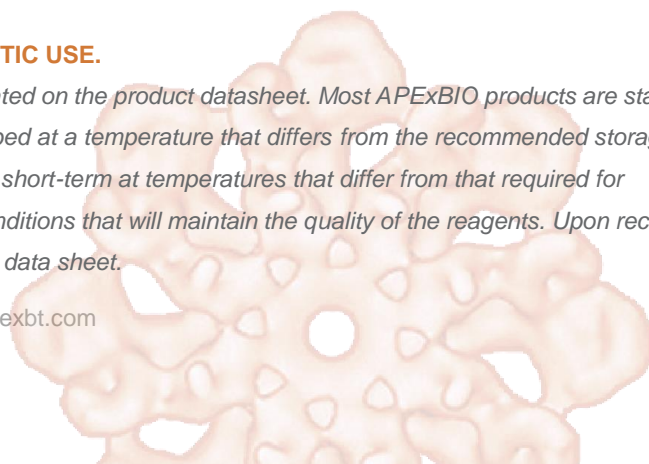 TIC USE.
ted on the product datasheet. Most APExBIO products are sta
ped at a temperature that differs from the recommended storag
short-term at temperatures that differ from that required for
nditions that will maintain the quality of the reagents. Upon rec
data sheet.
exbt.com